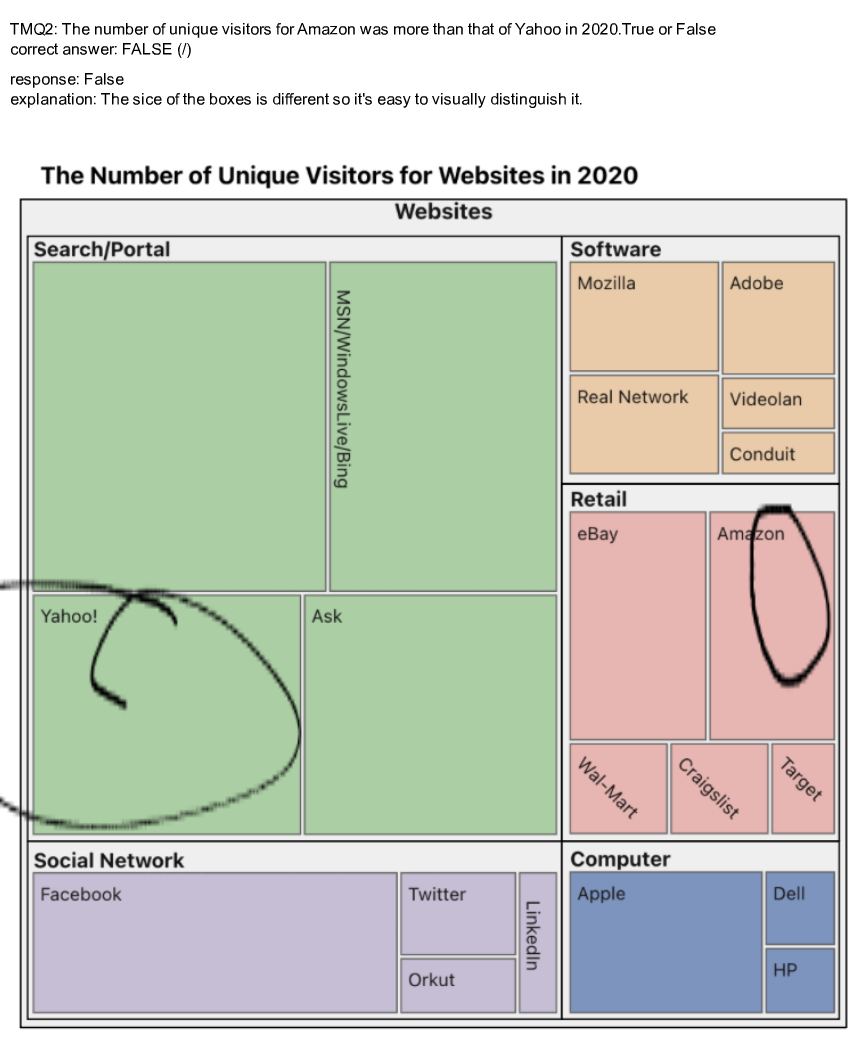 TMQ2: The number of unique visitors for Amazon was more than that of Yahoo in 2020.True or False
correct answer: FALSE (/)
response: False
explanation: The sice of the boxes is different so it's easy to visually distinguish it.
The Number of Unique Visitors for Websites in 2020
Websites
Search/Portal
MSN/WindowsLive/Bing
Yahoo!
Ask
Software
Mozilla
Adobe
Real Network
Videolan
Conduit
Retail
eBay
Amazon
Wal-Mart
Craigslist
Target
Social Network
Facebook
Twitter
LinkedIn
Orkut
Computer
Apple
Dell
HP